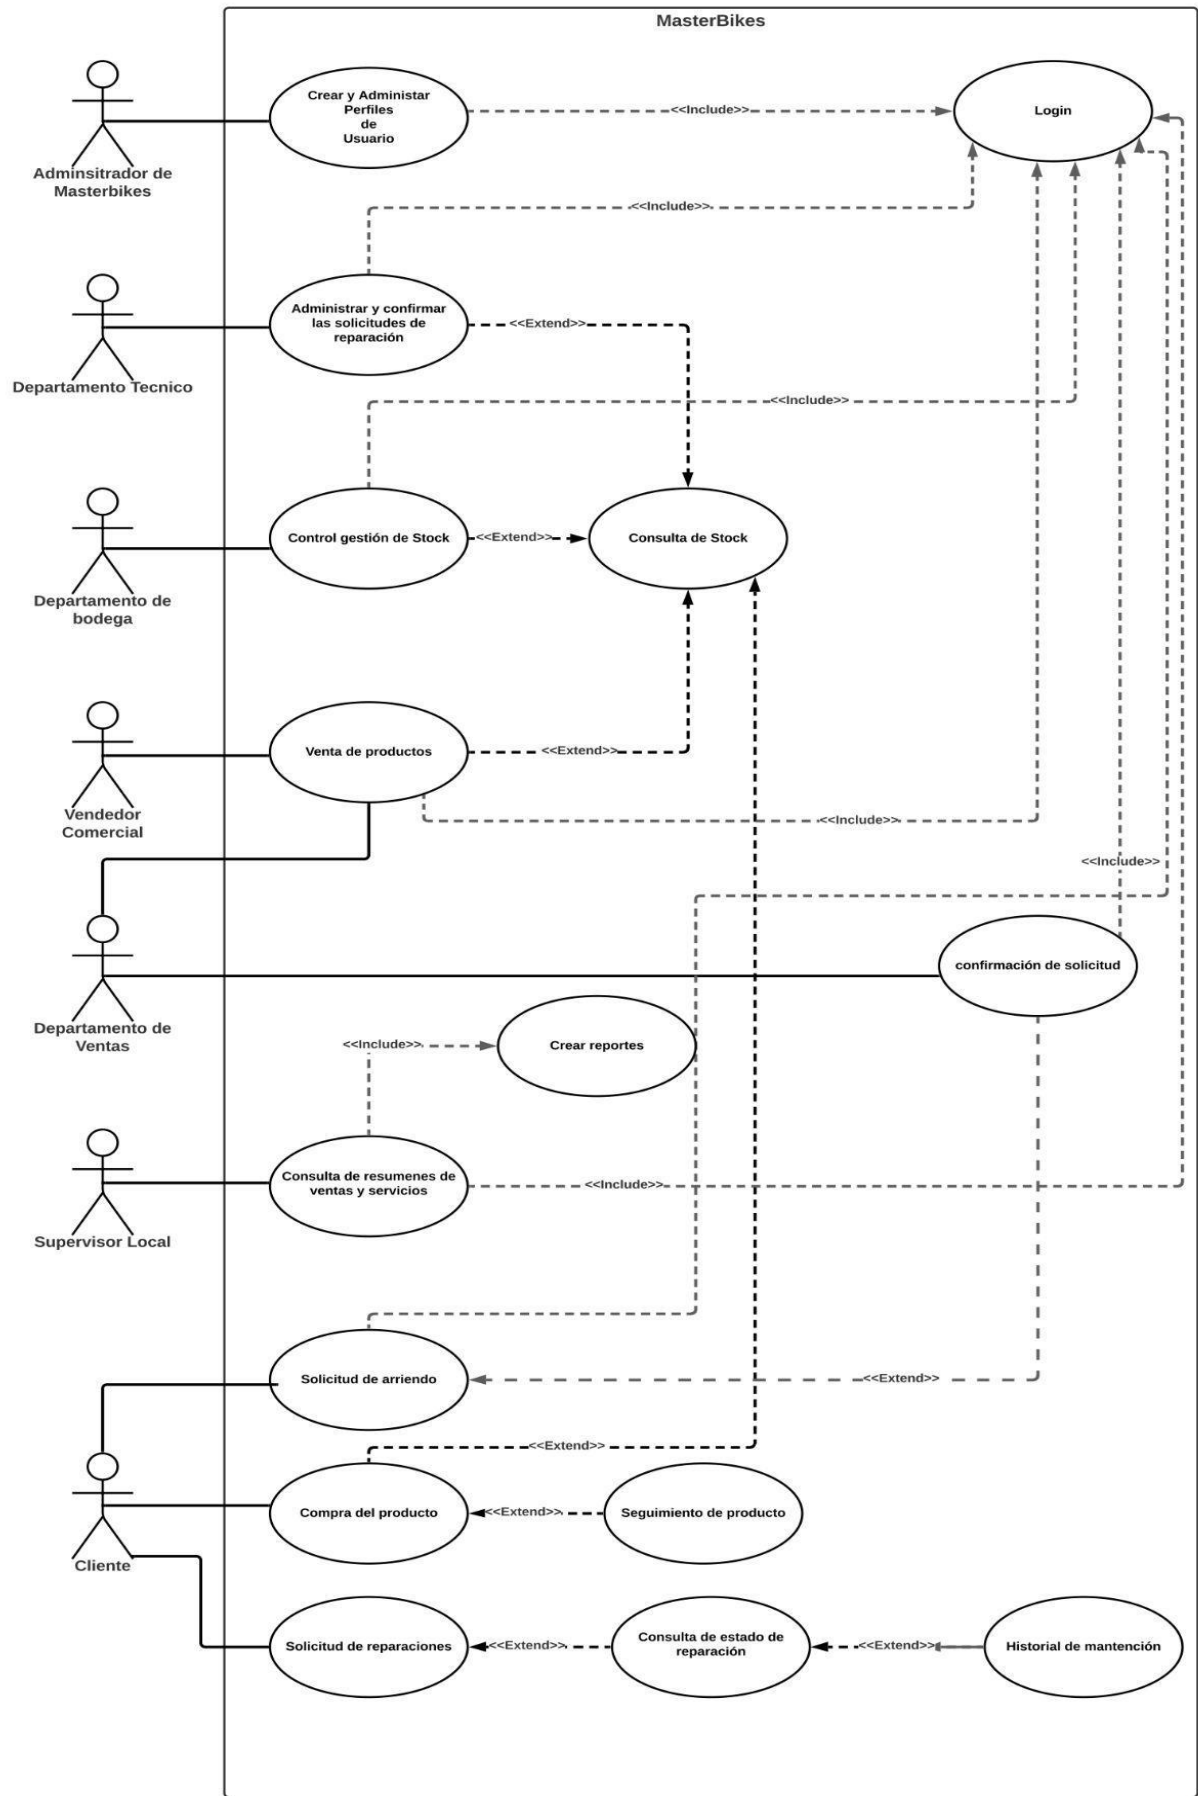 MasterBikes
Crear y Administar
Perfiles
de
Usuario
<<Include>>
Login
Adminsitrador de
Masterbikes
<<Include>>
Administrar y confirmar
las solicitudes de
reparación
<<Extend>>
Departamento Tecnico
<<Include>>
Control gestión de Stock
<<Extend>>
Consulta de Stock
Departamento de
bodega
Venta de productos
<<Extend>>
Vendedor
Comercial
<<Include>>
<<Include>>
confirmación de solicitud
Departamento de
Ventas
<<Include>>
Crear reportes
Consulta de resumenes de
ventas y servicios
<<Include>>
Supervisor Local
Solicitud de arriendo
<<Extend>>
<<Extend>>
Compra del producto
<<Extend>>
Seguimiento de producto
Cliente
Solicitud de reparaciones
<<Extend>>
Consulta de estado de
reparación
<<Extend>>
Historial de mantención